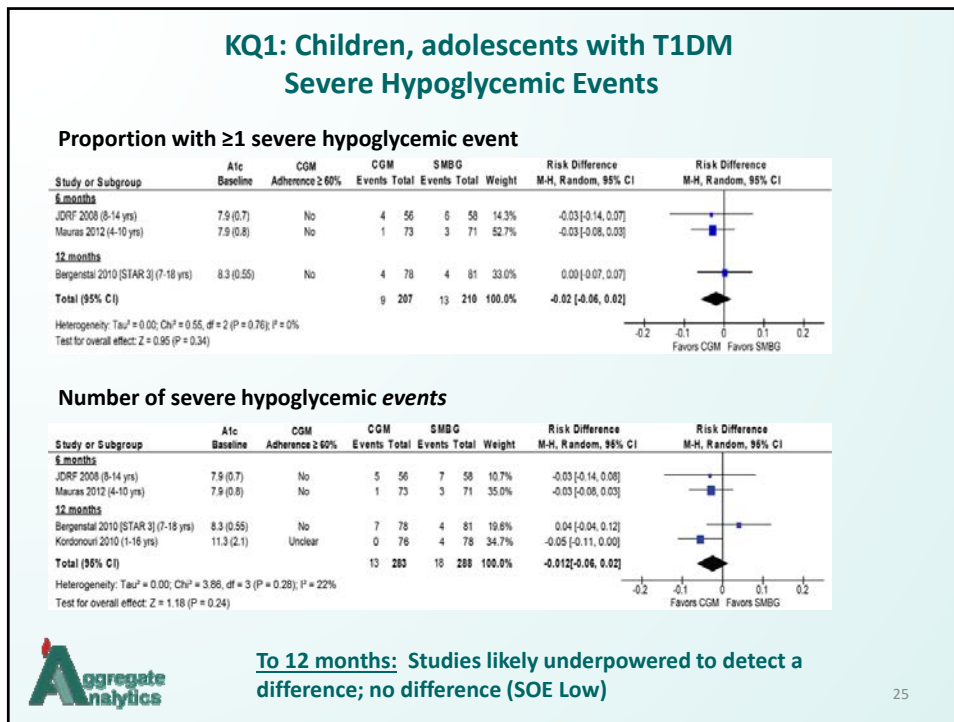 KQ1: Children, adolescents with T1DM
Severe Hypoglycemic Events
Proportion with ≥1 severe hypoglycemic event
A1c CGM CGM SMBG Risk Difference Risk Difference
Study or Subgroup Baseline Adherence ≥ 60% Events Total Events Total Weight M-H, Random, 95% CI M-H, Random, 95% CI
6 months
JDRF 2008 (8-14 yrs) 7.9 (0.7) No 4 56 6 58 14.3% -0.03 [-0.14, 0.07]
Mauras 2012 (4-10 yrs) 7.9 (0.8) No 1 73 3 71 52.7% -0.03 [-0.08, 0.03]
12 months
Bergenstal 2010 [STAR 3] (7-18 yrs) 8.3 (0.55) No 4 78 4 81 33.0% 0.00 [-0.07, 0.07]
Total (95% CI) 9 207 13 210 100.0% -0.02 [-0.06, 0.02]
Heterogeneity: Tau² = 0.00; Chi² = 0.55, df = 2 (P = 0.76); I² = 0%
Test for overall effect: Z = 0.95 (P = 0.34)
-0.2 -0.1 0 0.1 0.2
Favors CGM Favors SMBG
Number of severe hypoglycemic events
A1c CGM CGM SMBG Risk Difference Risk Difference
Study or Subgroup Baseline Adherence ≥ 60% Events Total Events Total Weight M-H, Random, 95% CI M-H, Random, 95% CI
6 months
JDRF 2008 (8-14 yrs) 7.9 (0.7) No 5 56 7 58 10.7% -0.03 [-0.14, 0.08]
Mauras 2012 (4-10 yrs) 7.9 (0.8) No 1 73 3 71 35.0% -0.03 [-0.08, 0.03]
12 months
Bergenstal 2010 [STAR 3] (7-18 yrs) 8.3 (0.55) No 7 78 4 81 19.6% 0.04 [-0.04, 0.12]
Kordonouri 2010 (1-16 yrs) 11.3 (2.1) Unclear 0 76 4 78 34.7% -0.05 [-0.11, 0.00]
Total (95% CI) 13 283 18 288 100.0% -0.012[-0.06, 0.02]
Heterogeneity: Tau² = 0.00; Chi² = 3.86, df = 3 (P = 0.28); I² = 22%
Test for overall effect: Z = 1.18 (P = 0.24)
-0.2 -0.1 0 0.1 0.2
Favors CGM Favors SMBG
Aggregate
Analytics
To 12 months: Studies likely underpowered to detect a
difference; no difference (SOE Low)
25